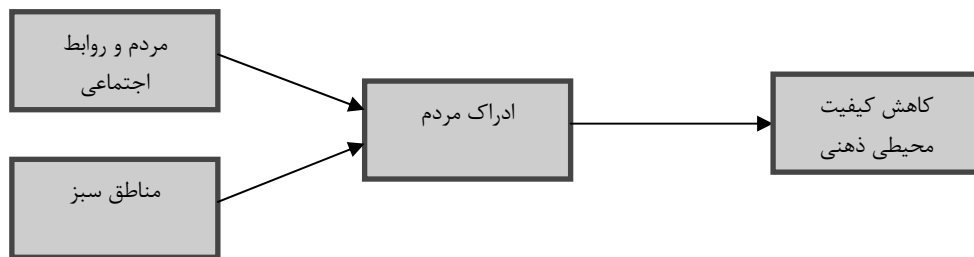 مردم و روابط
اجتماعی
مناطق سبز
ادراک مردم
کاهش کیفیت
محیطی ذهنی